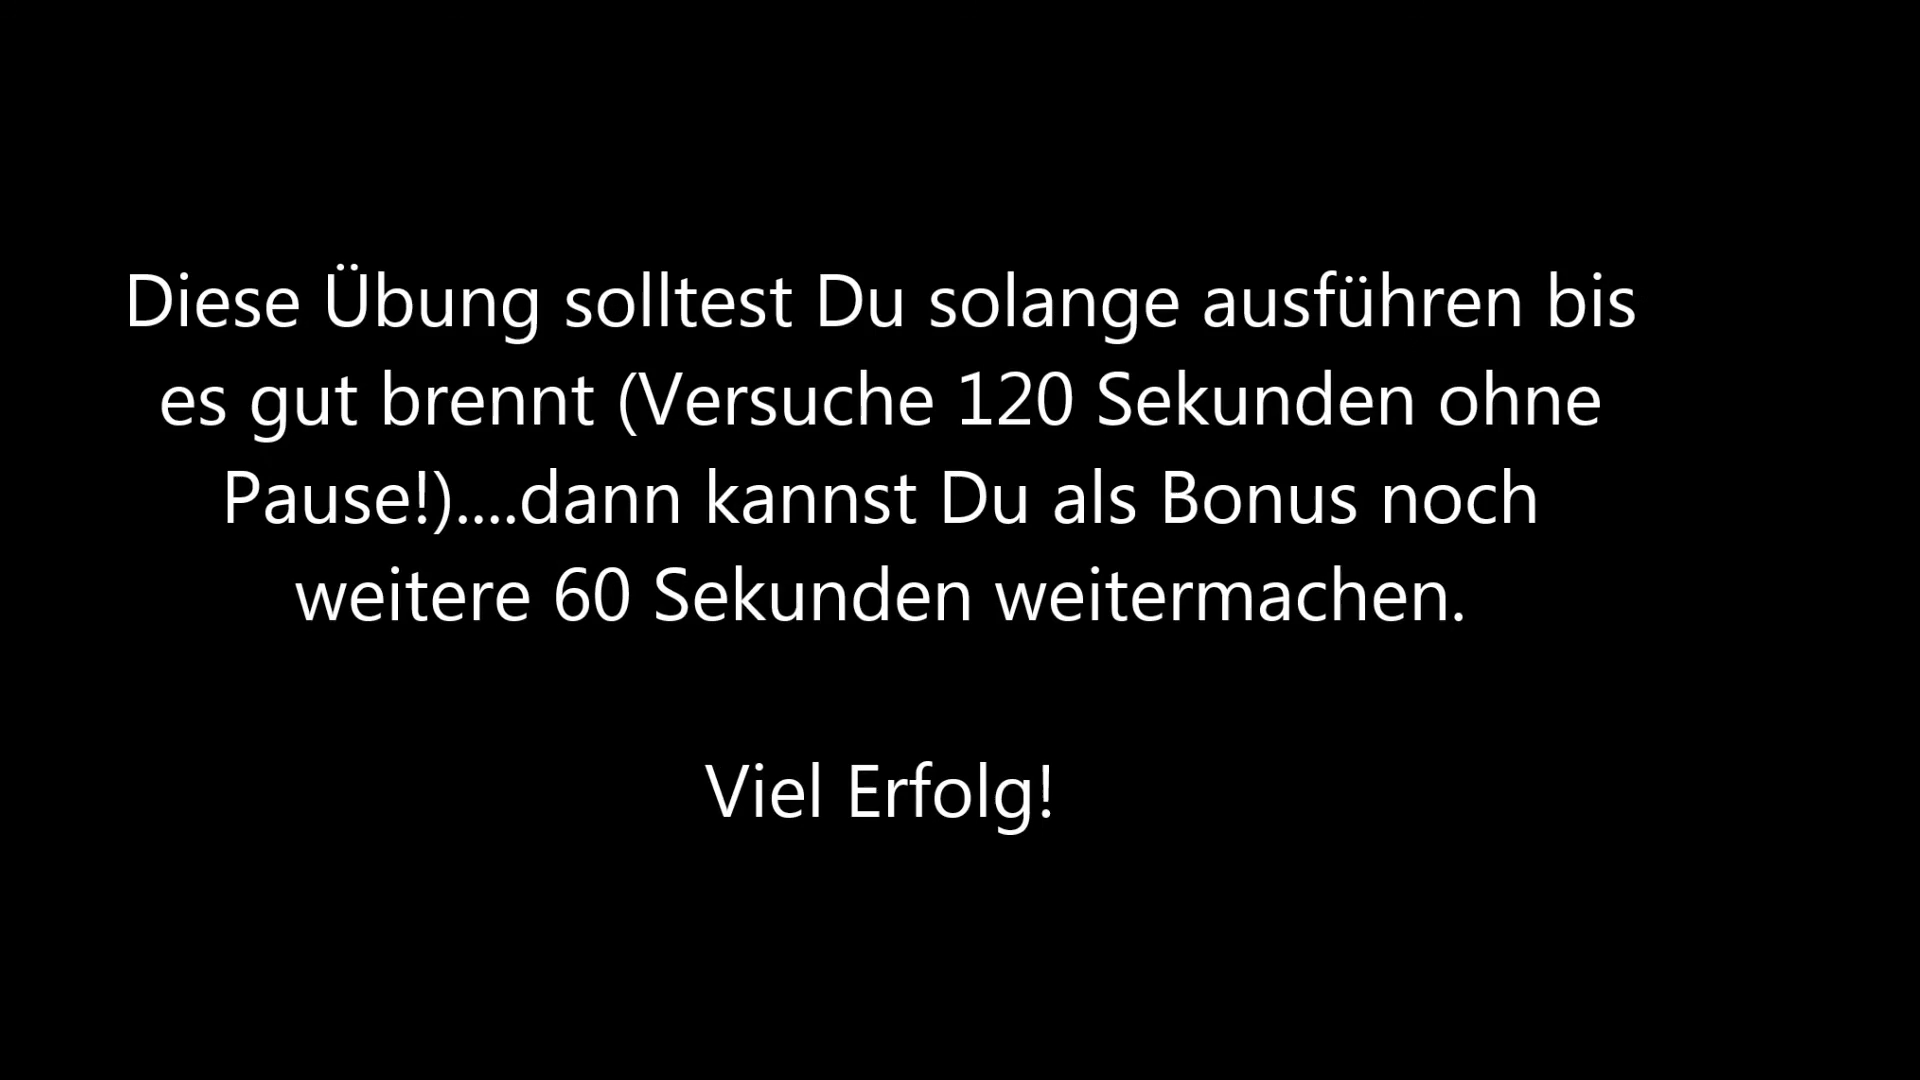 Diese Übung solltest Du solange ausführen bis
es gut brennt (Versuche 120 Sekunden ohne
Pause!)....dann kannst Du als Bonus noch
weitere 60 Sekunden weitermachen.
Viel Erfolg!